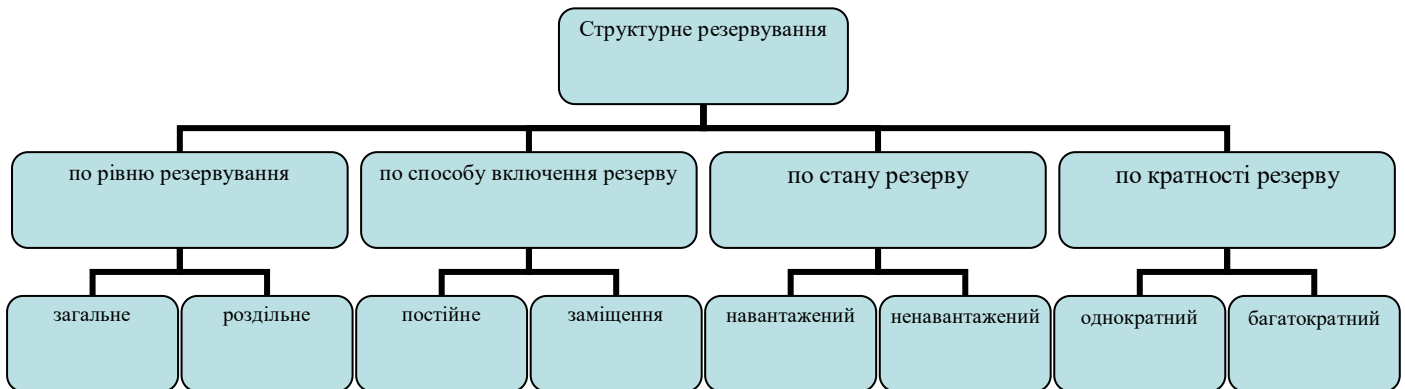 Структурне резервування
по рівню резервування
по способу включення резерву
по стану резерву
по кратності резерву
загальне
роздільне
постійне
заміщення
навантажений
ненавантажений
однократний
багатократний